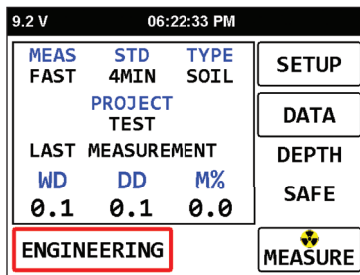 9.2 V 06:22:33 PM
MEAS STD TYPE
FAST 4MIN SOIL
PROJECT
TEST
LAST MEASUREMENT
WD DD M%
0.1 0.1 0.0
ENGINEERING
SETUP
DATA
DEPTH
SAFE
MEASURE